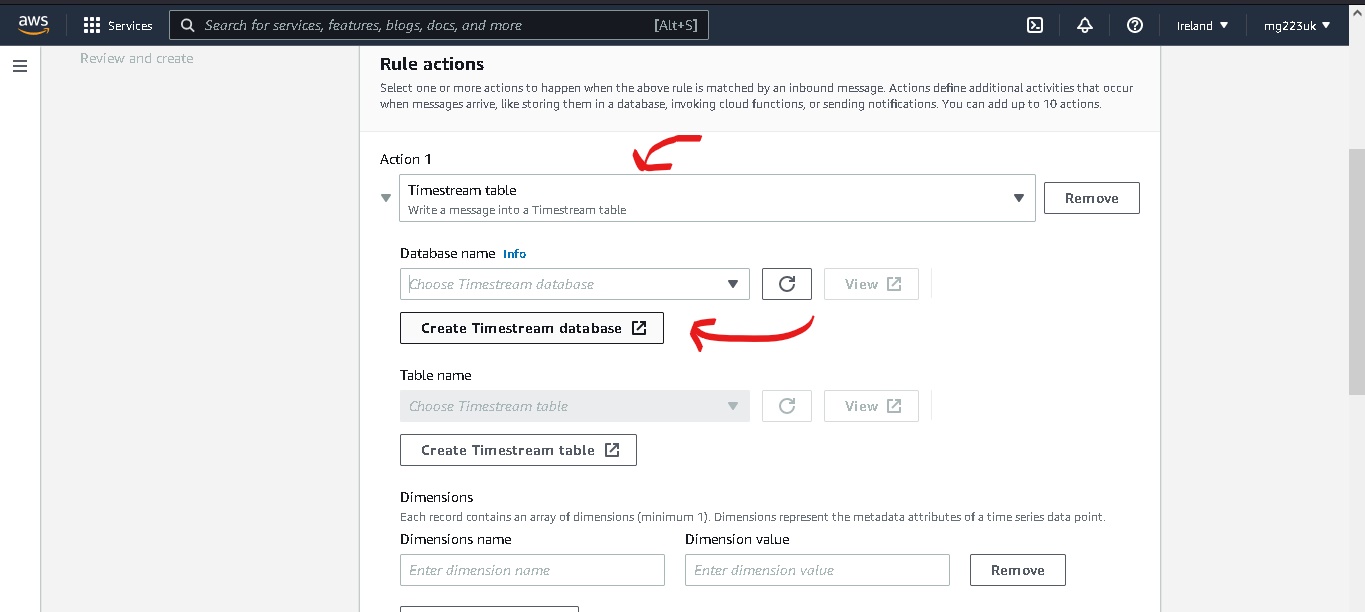 aws Services Search for services, features, blogs, docs, and more [Alt+S] Ireland mg223uk
Review and create
Rule actions
Select one or more actions to happen when the above rule is matched by an inbound message. Actions define additional activities that occur
when messages arrive, like storing them in a database, invoking cloud functions, or sending notifications. You can add up to 10 actions.
Action 1
Timestream table
Write a message into a Timestream table
Remove
Database name Info
Choose Timestream database View
Create Timestream database
Table name
Choose Timestream table View
Create Timestream table
Dimensions
Each record contains an array of dimensions (minimum 1). Dimensions represent the metadata attributes of a time series data point.
Dimensions name Dimension value
Enter dimension name Enter dimension value Remove